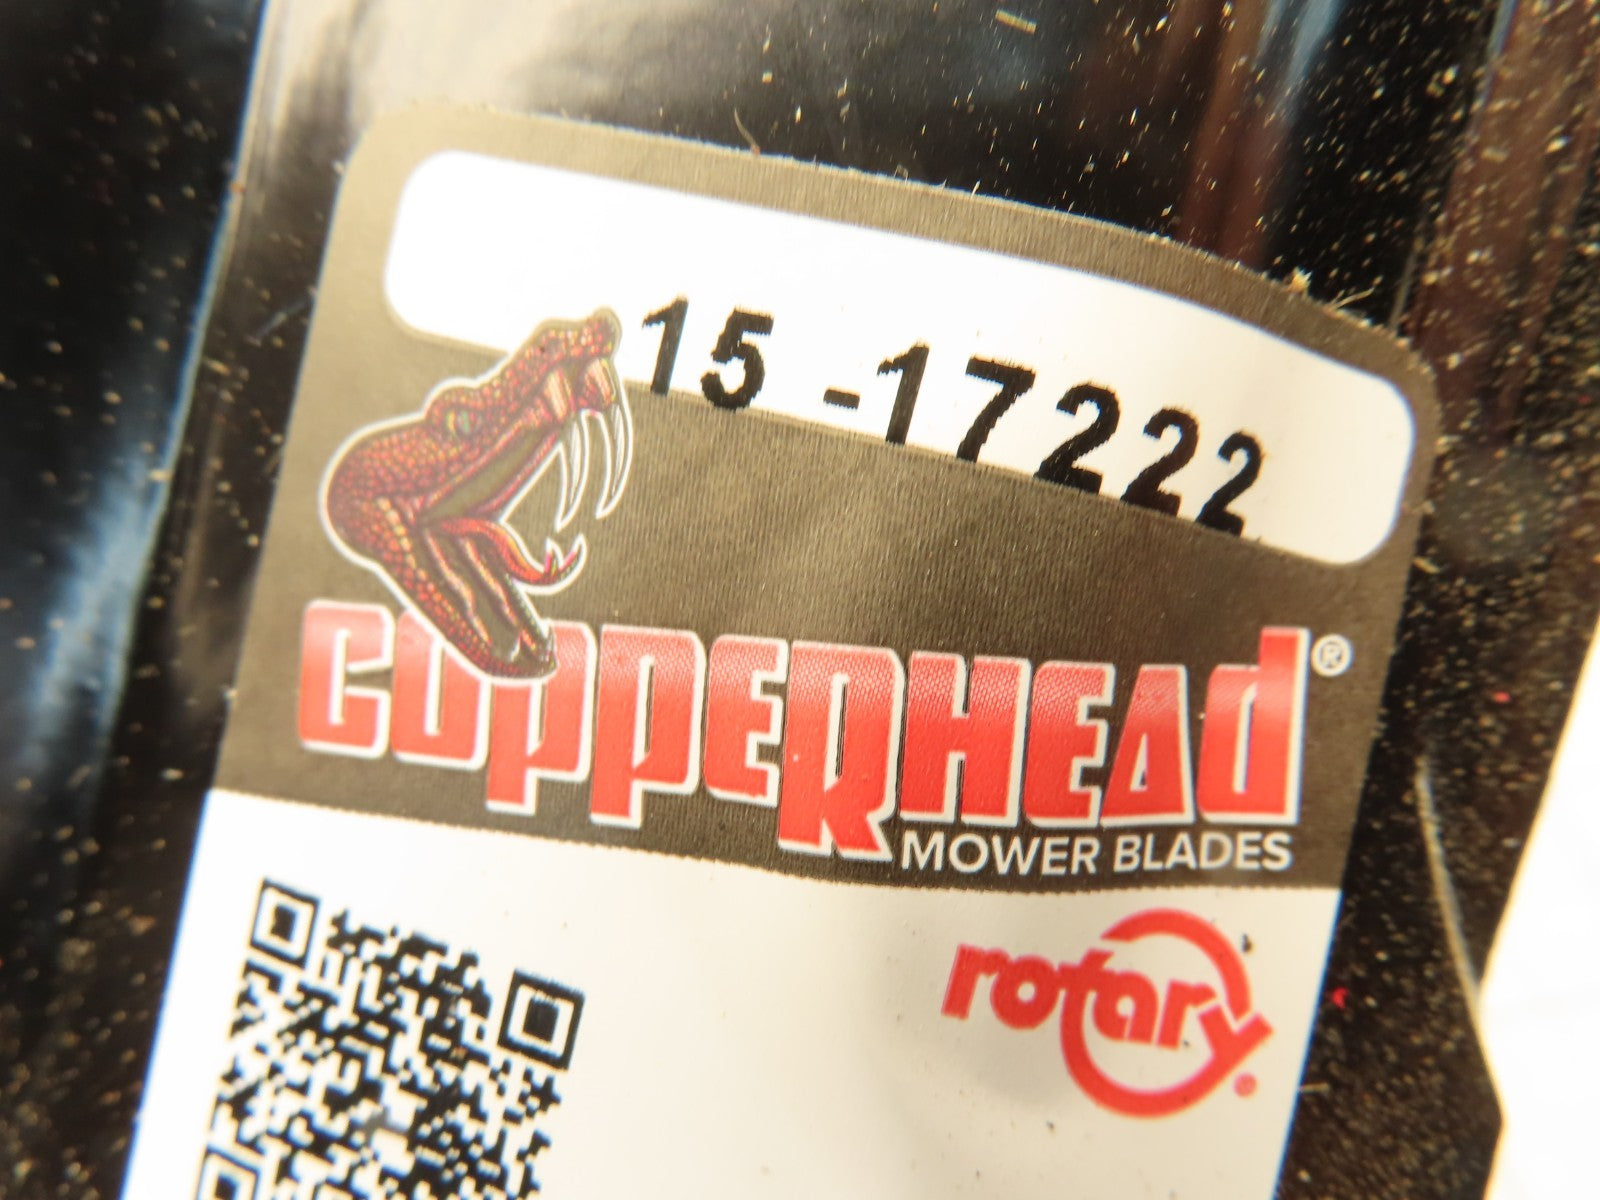 15 -17222
COPPERHEAD®
MOWER BLADES
rotary